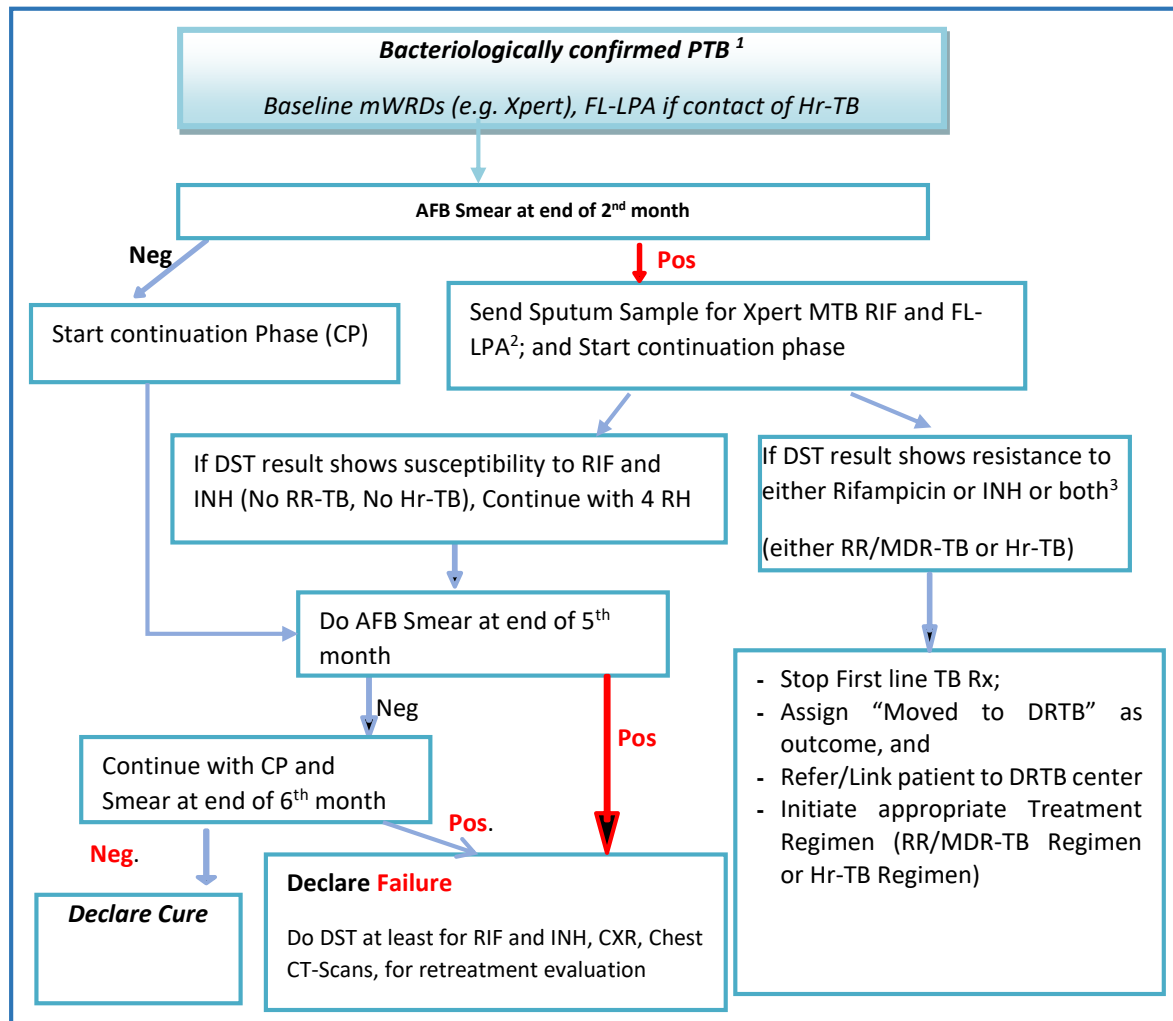 Bacteriologically confirmed PTB 1
Baseline mWRDs (e.g. Xpert), FL-LPA if contact of Hr-TB
AFB Smear at end of 2nd month
Neg
Pos
Start continuation Phase (CP)
Send Sputum Sample for Xpert MTB RIF and FL-
LPA2; and Start continuation phase
If DST result shows susceptibility to RIF and
INH (No RR-TB, No Hr-TB), Continue with 4 RH
If DST result shows resistance to
either Rifampicin or INH or both3
(either RR/MDR-TB or Hr-TB)
Do AFB Smear at end of 5th
month
Neg
Pos
Continue with CP and
Smear at end of 6th month
Neg.
Pos.
Declare Cure
Declare Failure
Do DST at least for RIF and INH, CXR, Chest
CT-Scans, for retreatment evaluation
- Stop First line TB Rx;
- Assign “Moved to DRTB” as
outcome, and
- Refer/Link patient to DRTB center
- Initiate appropriate Treatment
Regimen (RR/MDR-TB Regimen
or Hr-TB Regimen)